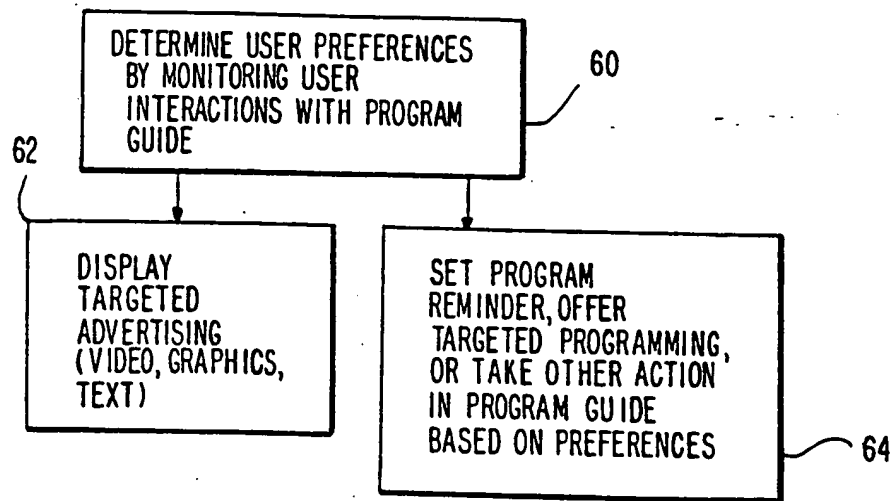 DETERMINE USER PREFERENCES
BY MONITORING USER
INTERACTIONS WITH PROGRAM
GUIDE
60
62
DISPLAY
TARGETED
ADVERTISING
(VIDEO, GRAPHICS,
TEXT)
SET PROGRAM
REMINDER, OFFER
TARGETED PROGRAMMING,
OR TAKE OTHER ACTION
IN PROGRAM GUIDE
BASED ON PREFERENCES
64